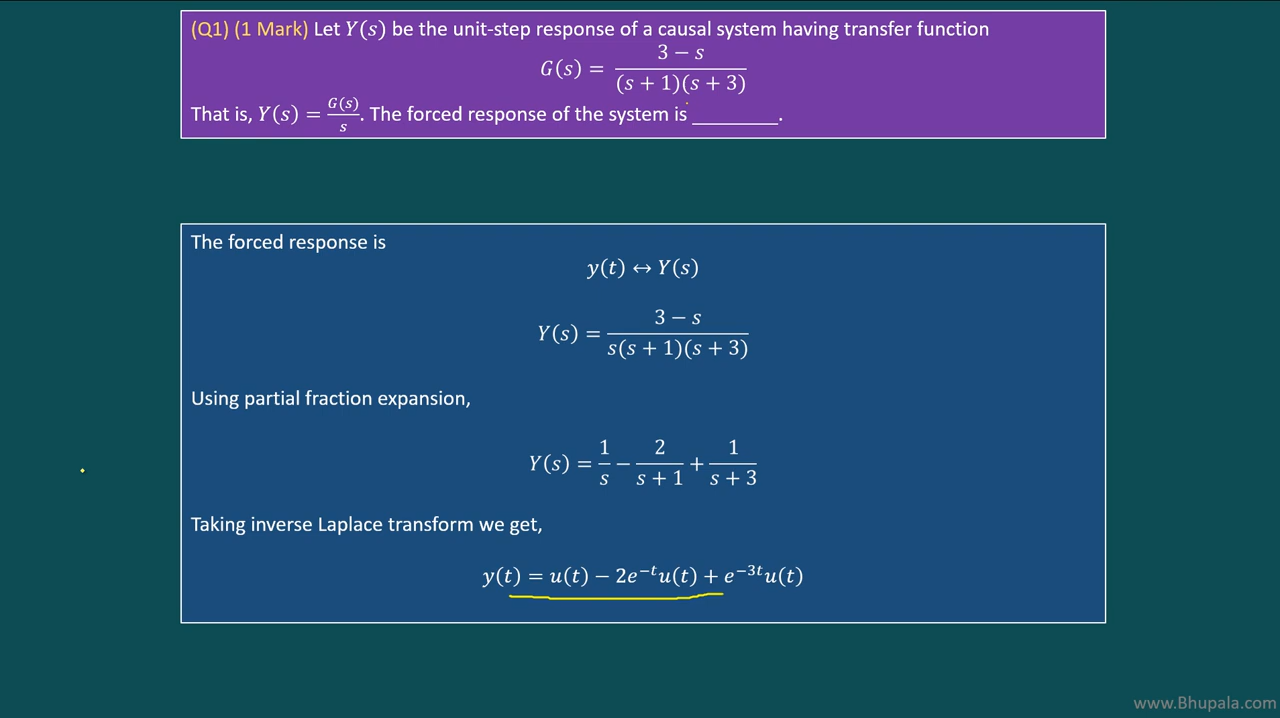 (Q1) (1 Mark) Let Y(s) be the unit-step response of a causal system having transfer function
G(s) = (3 − s) / ((s + 1)(s + 3))
That is, Y(s) = G(s)/s. The forced response of the system is ________.
The forced response is
y(t) ↔ Y(s)
Y(s) = (3 − s) / (s(s + 1)(s + 3))
Using partial fraction expansion,
Y(s) = 1/s − 2/(s + 1) + 1/(s + 3)
Taking inverse Laplace transform we get,
y(t) = u(t) − 2e^{−t}u(t) + e^{−3t}u(t)
www.Bhupala.com